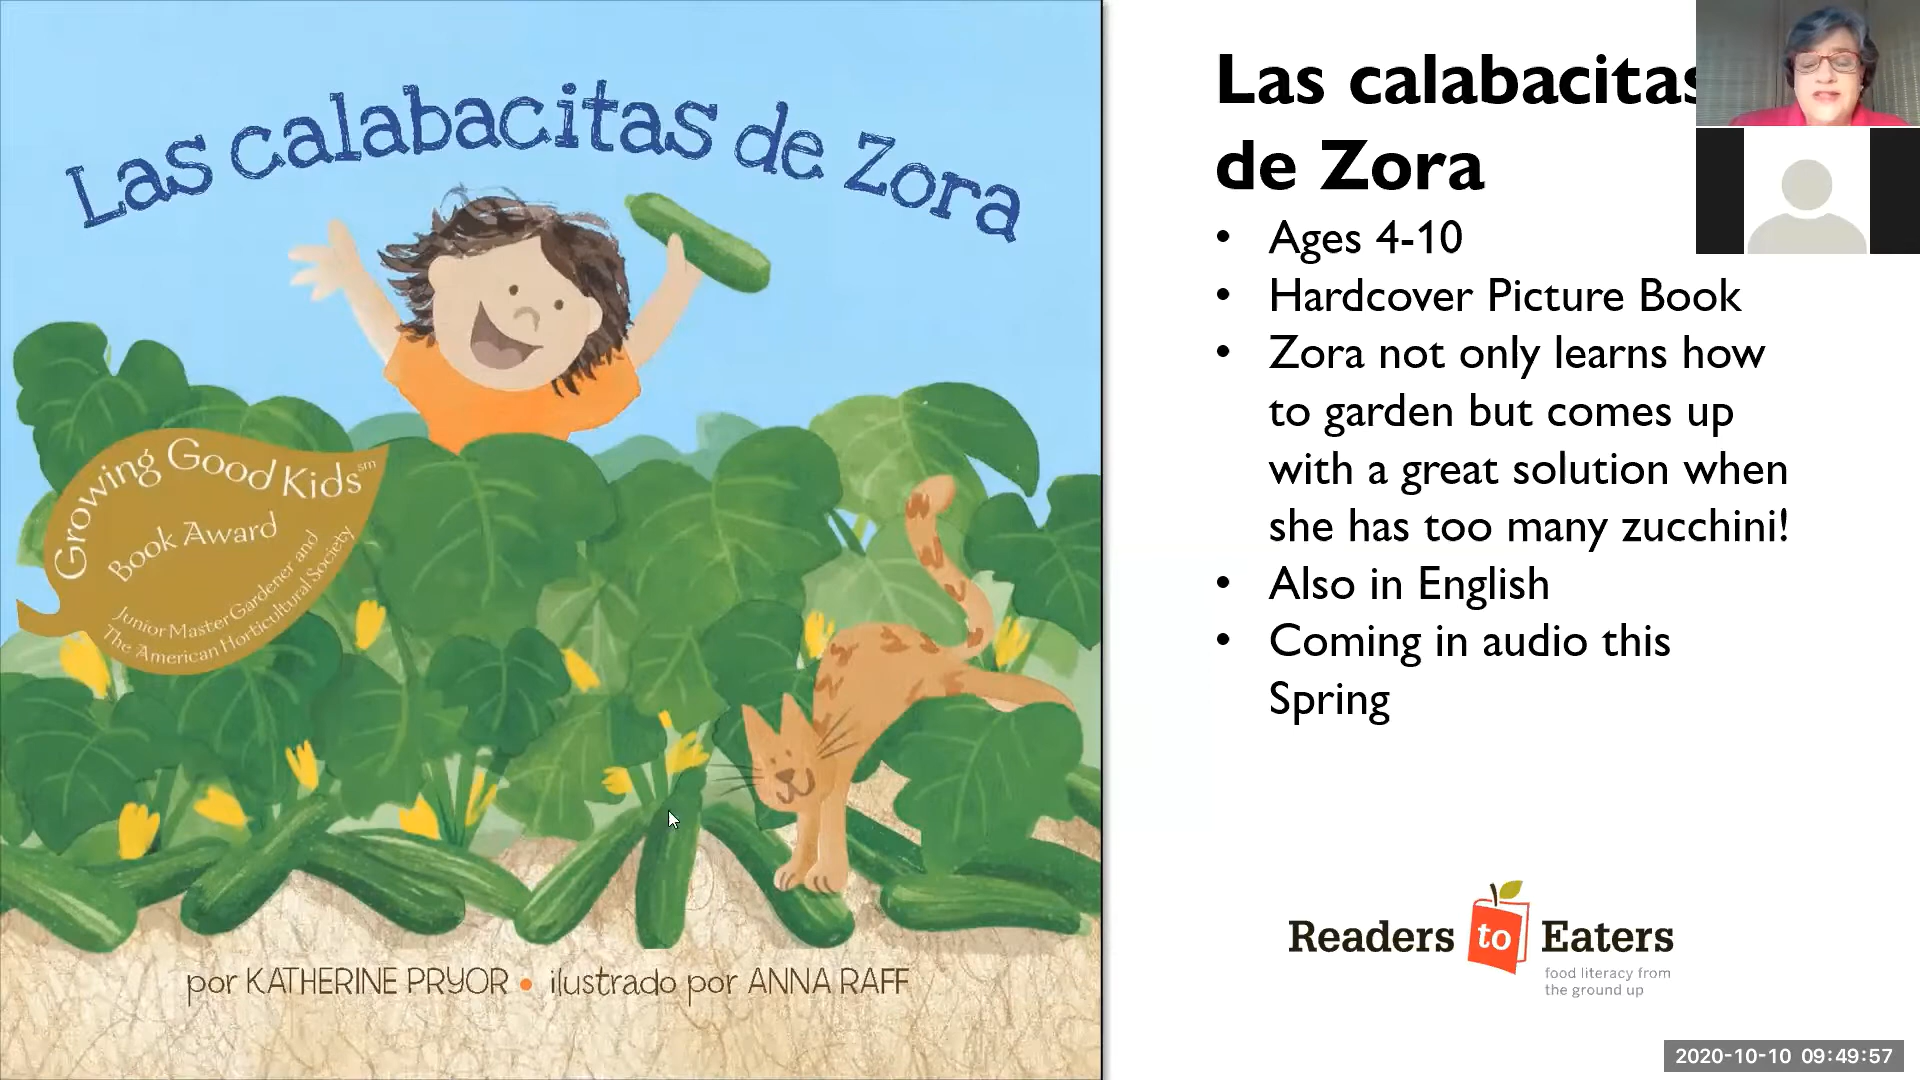 Las calabacitas de Zora
Growing Good Kids℠
Book Award
Junior Master Gardener and
The American Horticultural Society
por KATHERINE PRYOR • ilustrado por ANNA RAFF
Las calabacitas
de Zora
• Ages 4-10
• Hardcover Picture Book
• Zora not only learns how
to garden but comes up
with a great solution when
she has too many zucchini!
• Also in English
• Coming in audio this
Spring
Readers to Eaters
food literacy from
the ground up
2020-10-10 09:49:57